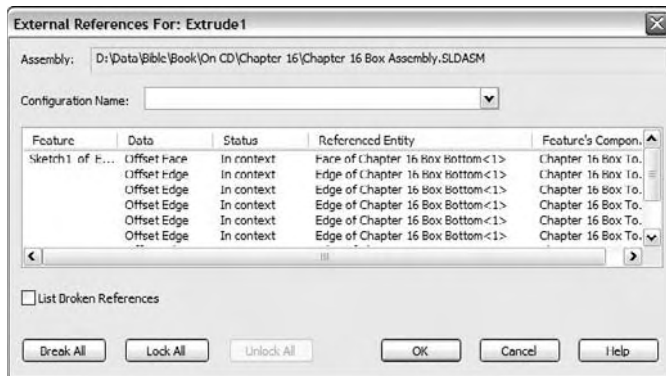 External References For: Extrude1
Assembly: D:\Data\Bible\Book\On CD\Chapter 16\Chapter 16 Box Assembly.SLDASM
Configuration Name:
Feature Data Status Referenced Entity Feature's Compon.
Sketch1 of E... Offset Face In context Face of Chapter 16 Box Bottom<1> Chapter 16 Box To.
Offset Edge In context Edge of Chapter 16 Box Bottom<1> Chapter 16 Box To.
Offset Edge In context Edge of Chapter 16 Box Bottom<1> Chapter 16 Box To.
Offset Edge In context Edge of Chapter 16 Box Bottom<1> Chapter 16 Box To.
Offset Edge In context Edge of Chapter 16 Box Bottom<1> Chapter 16 Box To.
Offset Edge In context Edge of Chapter 16 Box Bottom<1> Chapter 16 Box To.
List Broken References
Break All Lock All Unlock All OK Cancel Help